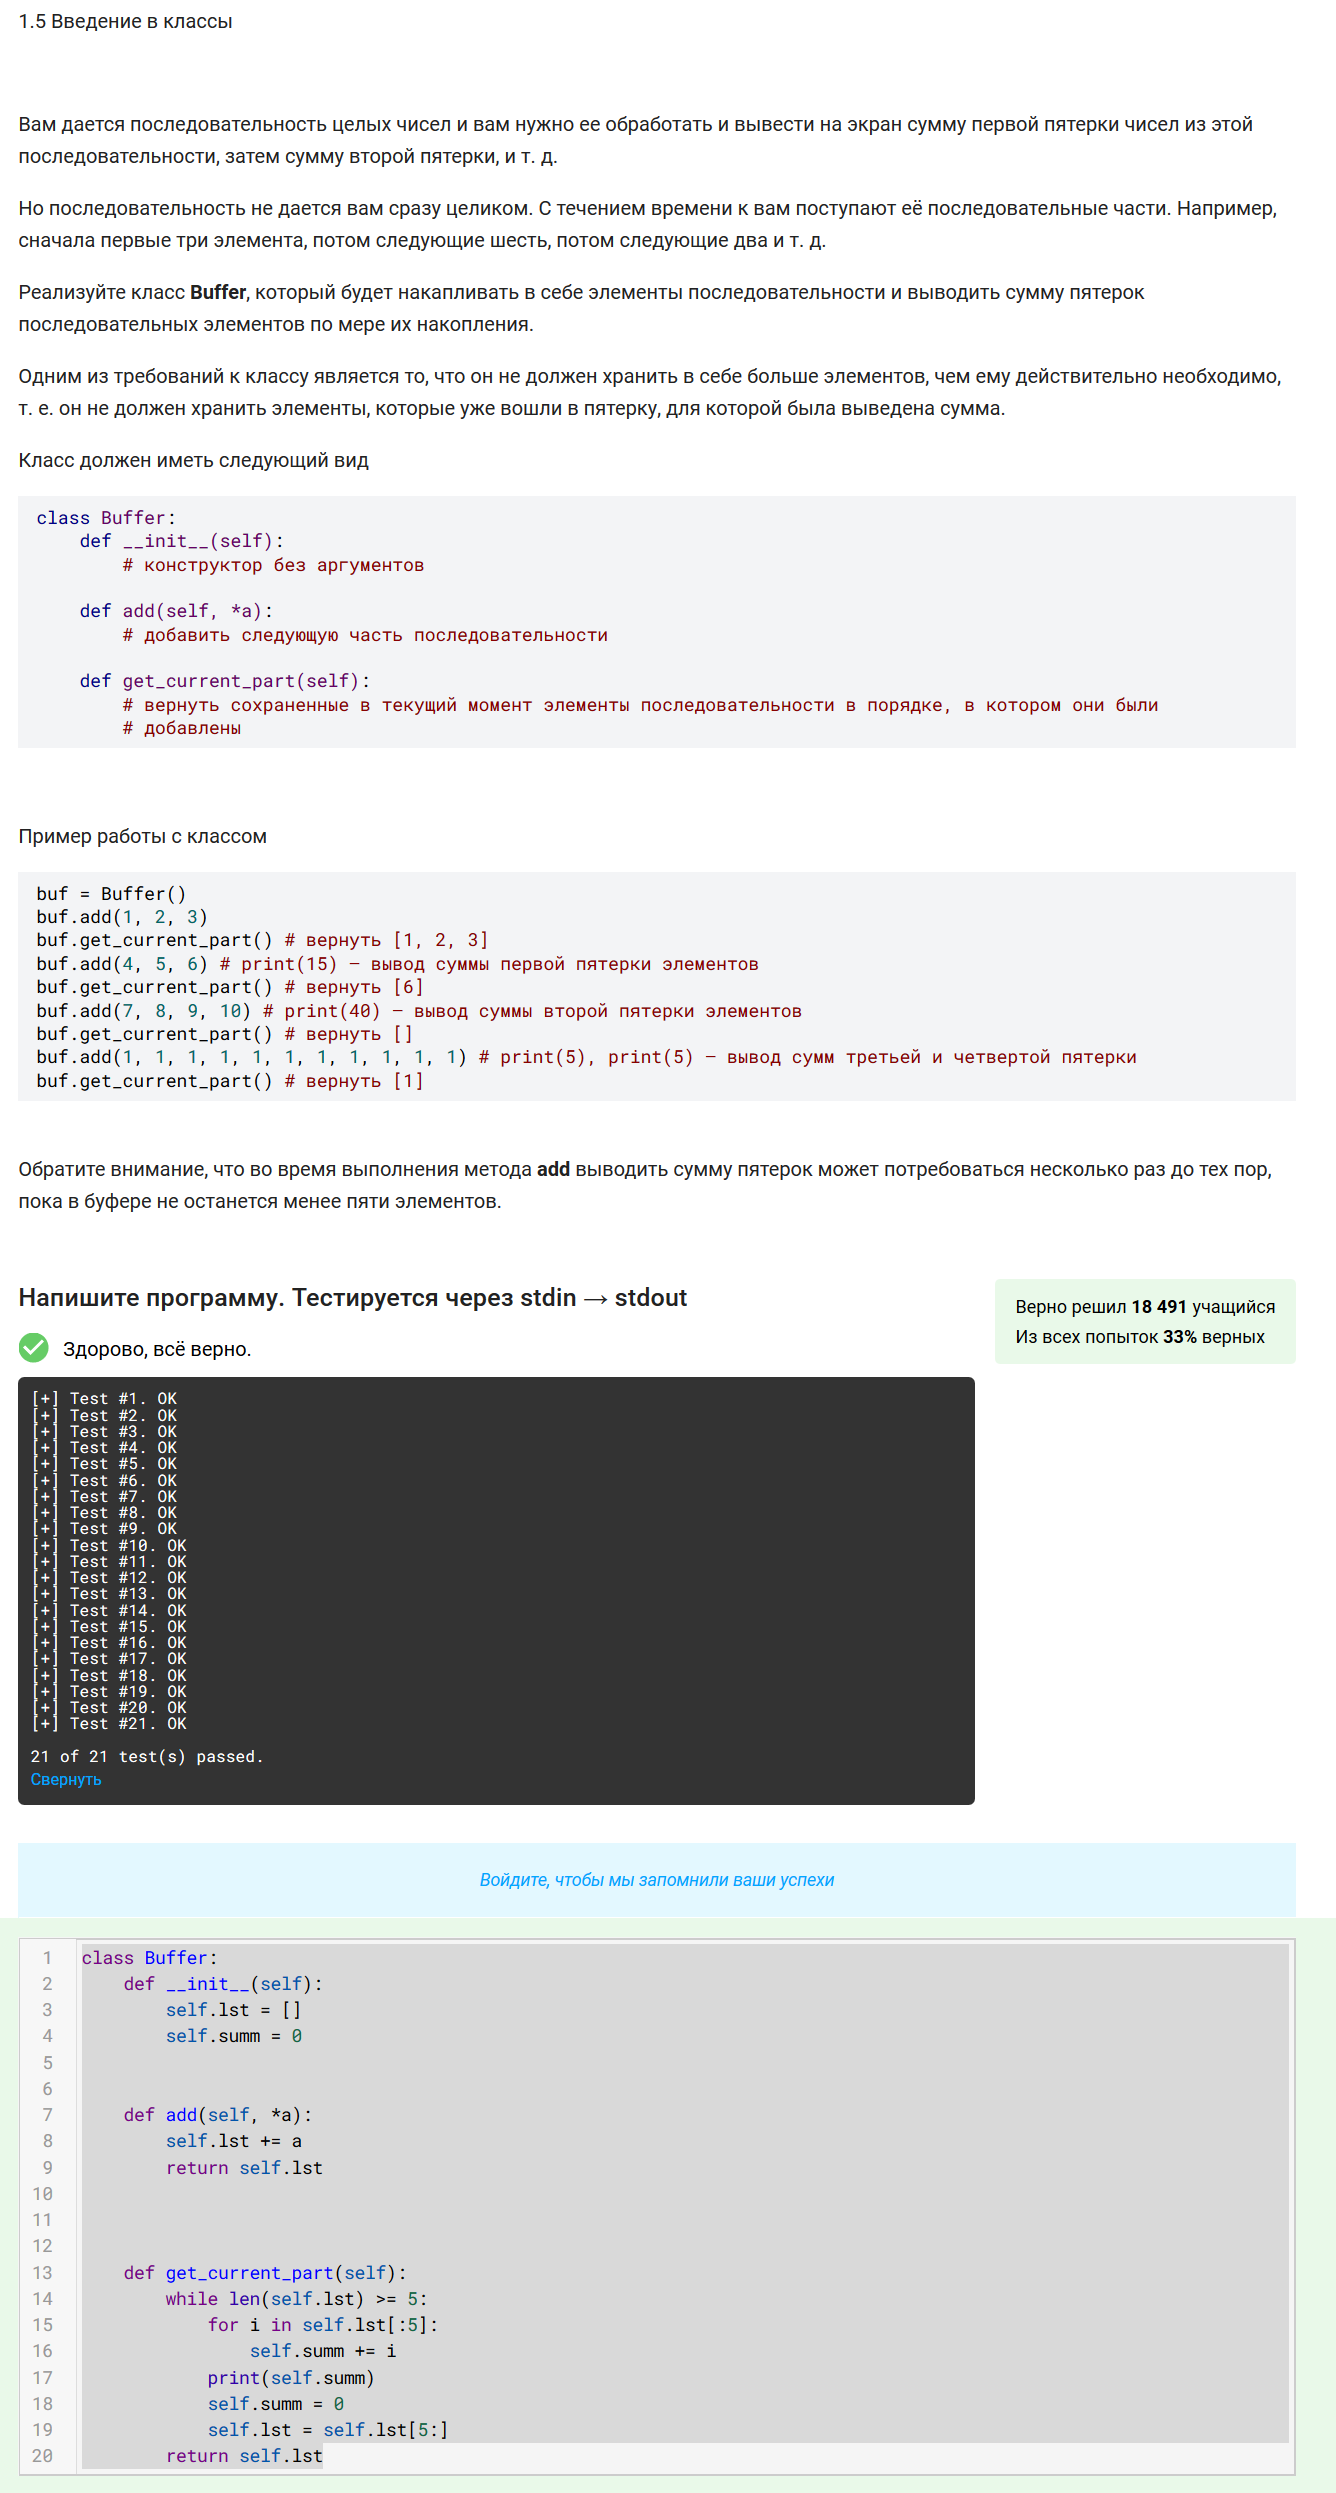 1.5 Введение в классы
Вам дается последовательность целых чисел и вам нужно ее обработать и вывести на экран сумму первой пятерки чисел из этой
последовательности, затем сумму второй пятерки, и т. д.
Но последовательность не дается вам сразу целиком. С течением времени к вам поступают её последовательные части. Например,
сначала первые три элемента, потом следующие шесть, потом следующие два и т. д.
Реализуйте класс Buffer, который будет накапливать в себе элементы последовательности и выводить сумму пятерок
последовательных элементов по мере их накопления.
Одним из требований к классу является то, что он не должен хранить в себе больше элементов, чем ему действительно необходимо,
т. е. он не должен хранить элементы, которые уже вошли в пятерку, для которой была выведена сумма.
Класс должен иметь следующий вид
class Buffer:
    def __init__(self):
        # конструктор без аргументов
    def add(self, *a):
        # добавить следующую часть последовательности
    def get_current_part(self):
        # вернуть сохраненные в текущий момент элементы последовательности в порядке, в котором они были
        # добавлены
Пример работы с классом
buf = Buffer()
buf.add(1, 2, 3)
buf.get_current_part() # вернуть [1, 2, 3]
buf.add(4, 5, 6) # print(15) – вывод суммы первой пятерки элементов
buf.get_current_part() # вернуть [6]
buf.add(7, 8, 9, 10) # print(40) – вывод суммы второй пятерки элементов
buf.get_current_part() # вернуть []
buf.add(1, 1, 1, 1, 1, 1, 1, 1, 1, 1, 1) # print(5), print(5) – вывод сумм третьей и четвертой пятерки
buf.get_current_part() # вернуть [1]
Обратите внимание, что во время выполнения метода add выводить сумму пятерок может потребоваться несколько раз до тех пор,
пока в буфере не останется менее пяти элементов.
Напишите программу. Тестируется через stdin → stdout
Верно решил 18 491 учащийся
Из всех попыток 33% верных
Здорово, всё верно.
[+] Test #1. OK
[+] Test #2. OK
[+] Test #3. OK
[+] Test #4. OK
[+] Test #5. OK
[+] Test #6. OK
[+] Test #7. OK
[+] Test #8. OK
[+] Test #9. OK
[+] Test #10. OK
[+] Test #11. OK
[+] Test #12. OK
[+] Test #13. OK
[+] Test #14. OK
[+] Test #15. OK
[+] Test #16. OK
[+] Test #17. OK
[+] Test #18. OK
[+] Test #19. OK
[+] Test #20. OK
[+] Test #21. OK
21 of 21 test(s) passed.
Свернуть
Войдите, чтобы мы запомнили ваши успехи
1 class Buffer:
2     def __init__(self):
3         self.lst = []
4         self.summ = 0
5
6
7     def add(self, *a):
8         self.lst += a
9         return self.lst
10
11
12
13     def get_current_part(self):
14         while len(self.lst) >= 5:
15             for i in self.lst[:5]:
16                 self.summ += i
17             print(self.summ)
18             self.summ = 0
19             self.lst = self.lst[5:]
20         return self.lst